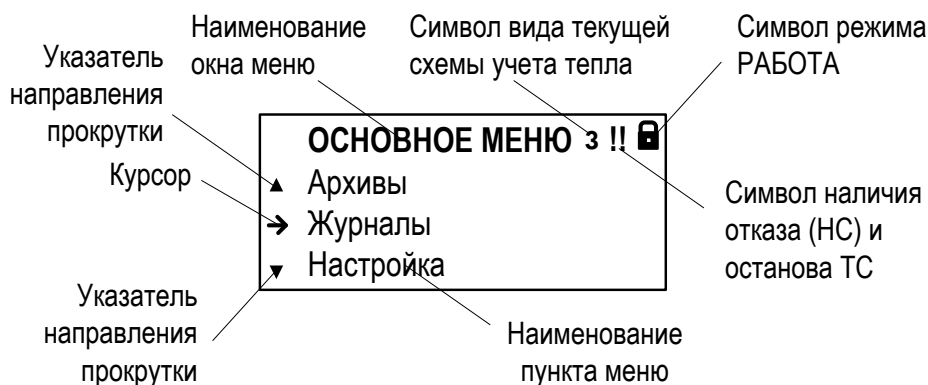 Наименование
окна меню
Символ вида текущей
схемы учета тепла
Символ режима
РАБОТА
Указатель
направления
прокрутки
Курсор
ОСНОВНОЕ МЕНЮ 3 !!
▲ Архивы
→ Журналы
▼ Настройка
Символ наличия
отказа (НС) и
останова ТС
Указатель
направления
прокрутки
Наименование
пункта меню